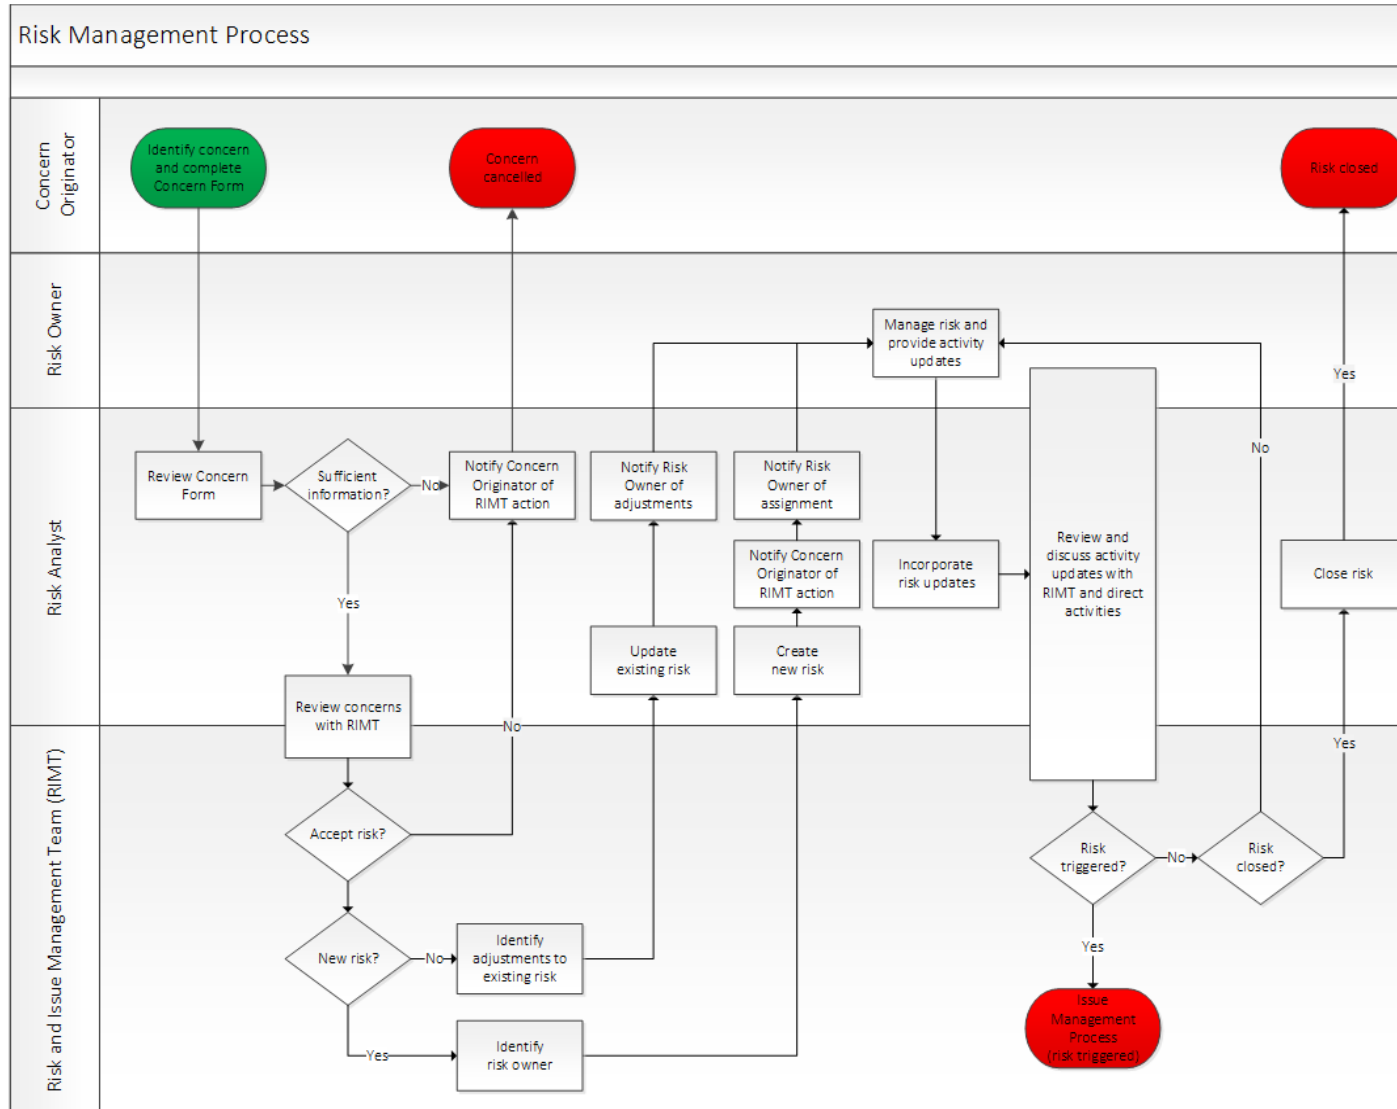 Risk Management Process
Concern
Originator
Identify concern
and complete
Concern Form
Concern
cancelled
Risk closed
Risk Owner
Manage risk and
provide activity
updates
Yes
Risk Analyst
Review Concern
Form
Sufficient
information?
No
Notify Concern
Originator of
RIMT action
Notify Risk
Owner of
adjustments
Notify Risk
Owner of
assignment
No
Notify Concern
Originator of
RIMT action
Incorporate
risk updates
Review and
discuss activity
updates with
RIMT and direct
activities
Close risk
Yes
Update
existing risk
Create
new risk
Review concerns
with RIMT
No
Yes
Risk and Issue Management Team (RIMT)
Accept risk?
Risk
triggered?
No
Risk
closed?
New risk?
No
Identify
adjustments to
existing risk
Yes
Yes
Identify
risk owner
Issue
Management
Process
(risk triggered)